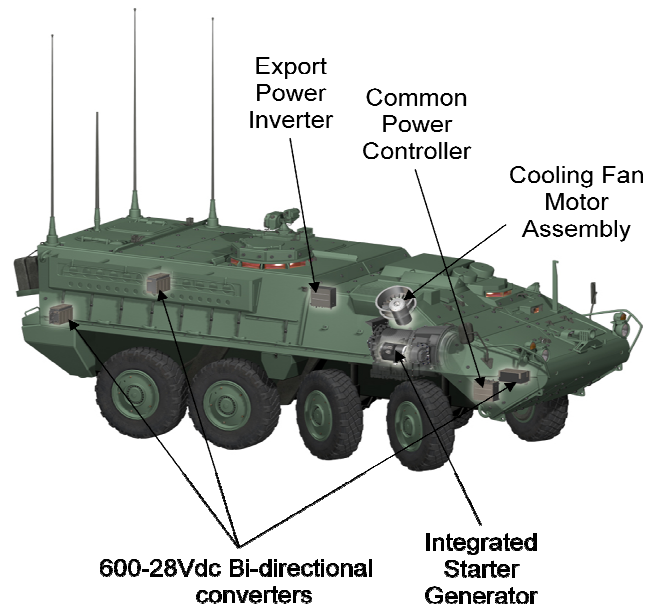 Export
Power
Inverter
Common
Power
Controller
Cooling Fan
Motor
Assembly
600-28Vdc Bi-directional
converters
Integrated
Starter
Generator